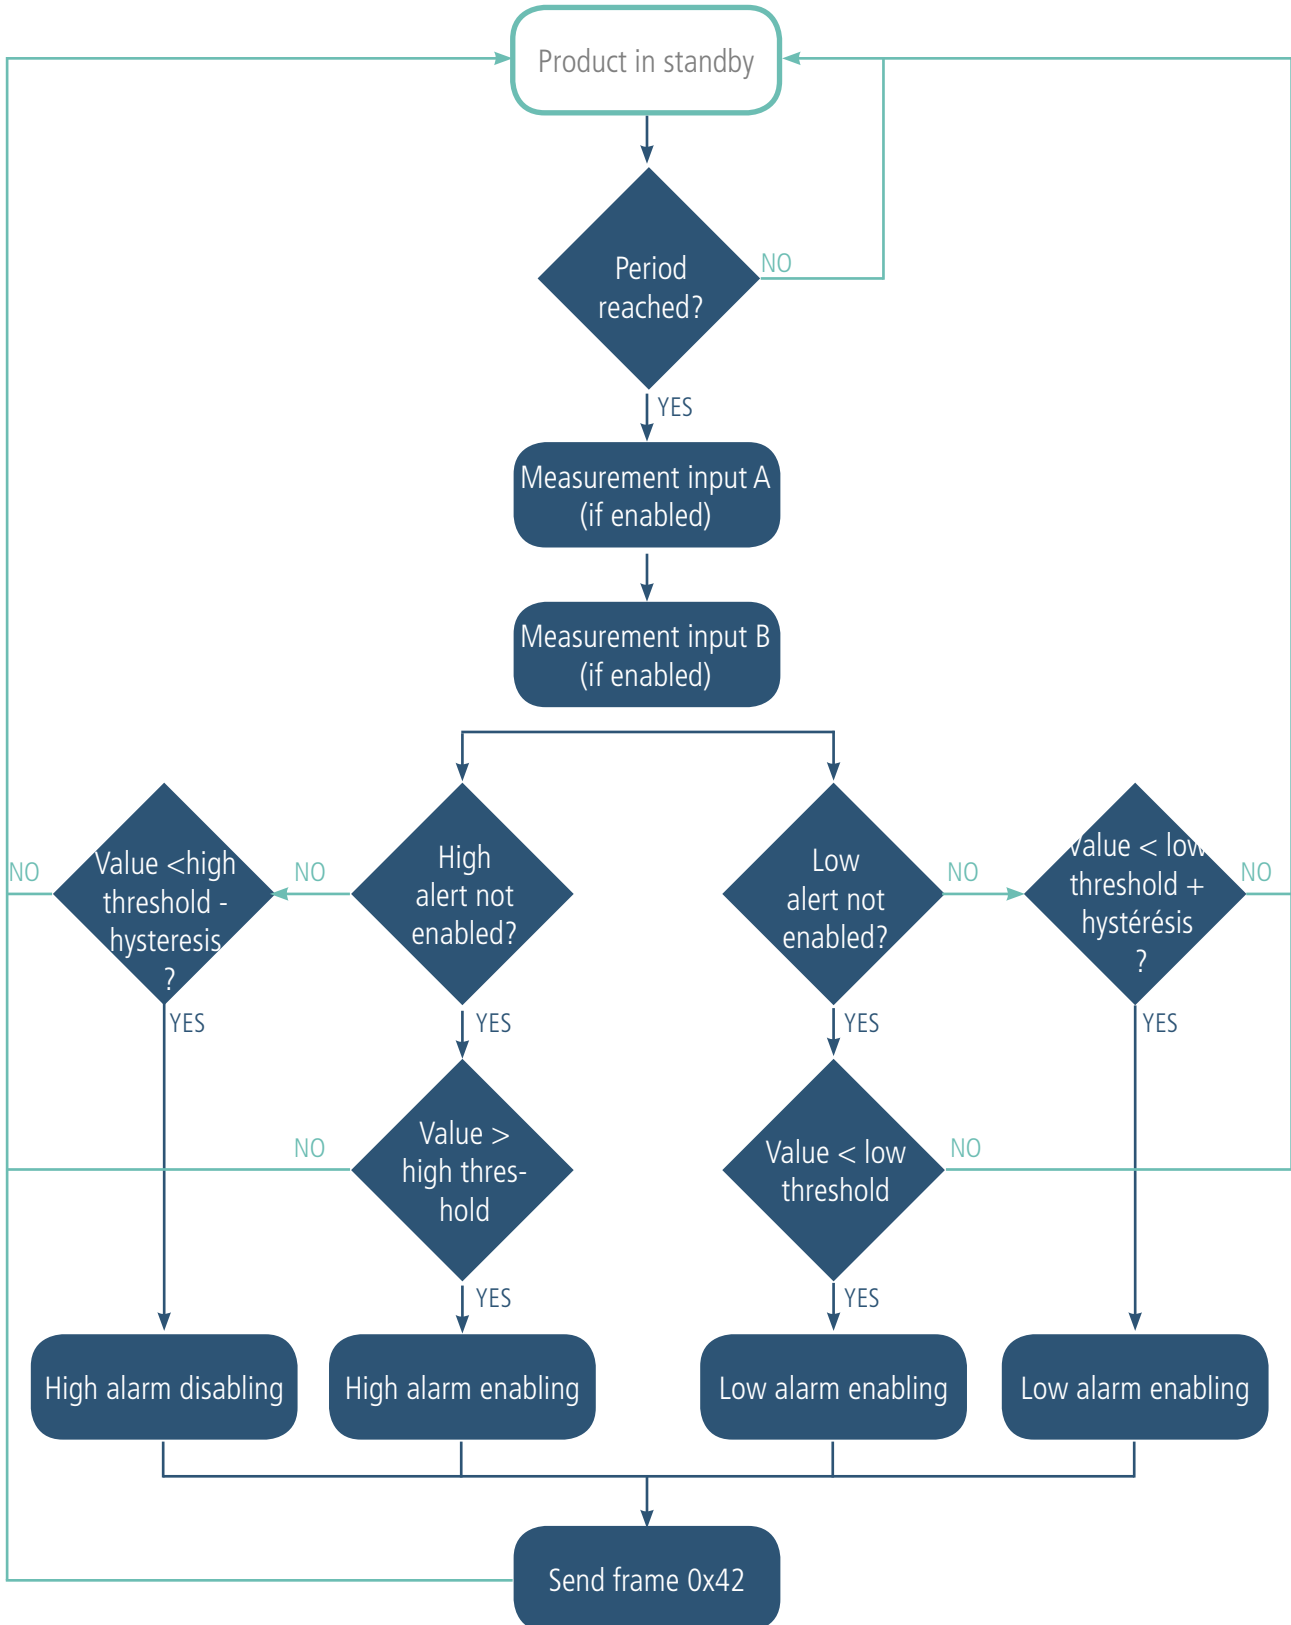 Product in standby
Period
reached?
NO
YES
Measurement input A
(if enabled)
Measurement input B
(if enabled)
NO
Value <high
threshold -
hysteresis
?
NO
High
alert not
enabled?
Low
alert not
enabled?
NO
Value < low
threshold +
hystérésis
?
NO
YES
YES
YES
YES
NO
Value >
high thres-
hold
Value < low
threshold
NO
YES
YES
High alarm disabling
High alarm enabling
Low alarm enabling
Low alarm enabling
Send frame 0x42